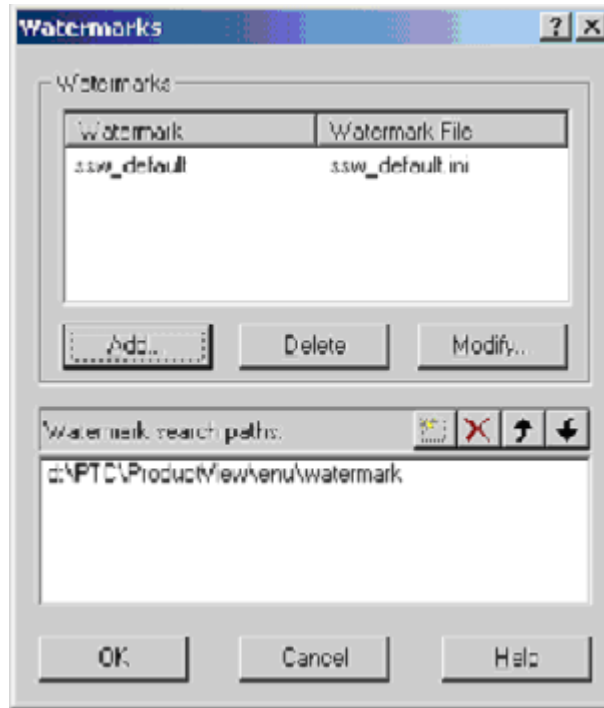 Watermarks
Watermarks
Watermark Watermark File
ssw_default ssw_default.ini
Add... Delete Modify...
Watermark search paths:
d:\PTC\ProductView\enu\watermark
OK Cancel Help